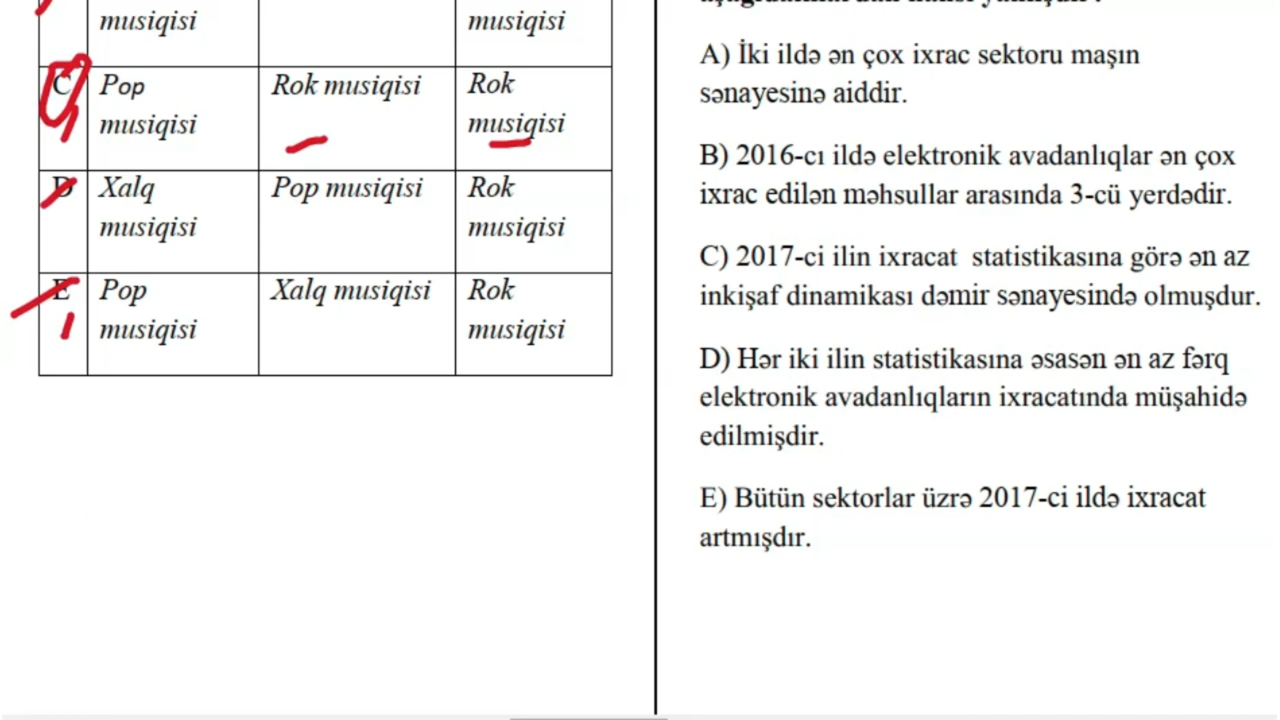 musiqisi musiqisi
C Pop Rok musiqisi Rok
musiqisi musiqisi
D Xalq Pop musiqisi Rok
musiqisi musiqisi
E Pop Xalq musiqisi Rok
musiqisi musiqisi
A) İki ildə ən çox ixrac sektoru maşın
sənayesinə aiddir.
B) 2016-cı ildə elektronik avadanlıqlar ən çox
ixrac edilən məhsullar arasında 3-cü yerdədir.
C) 2017-ci ilin ixracat statistikasına görə ən az
inkişaf dinamikası dəmir sənayesində olmuşdur.
D) Hər iki ilin statistikasına əsasən ən az fərq
elektronik avadanlıqların ixracatında müşahidə
edilmişdir.
E) Bütün sektorlar üzrə 2017-ci ildə ixracat
artmışdır.